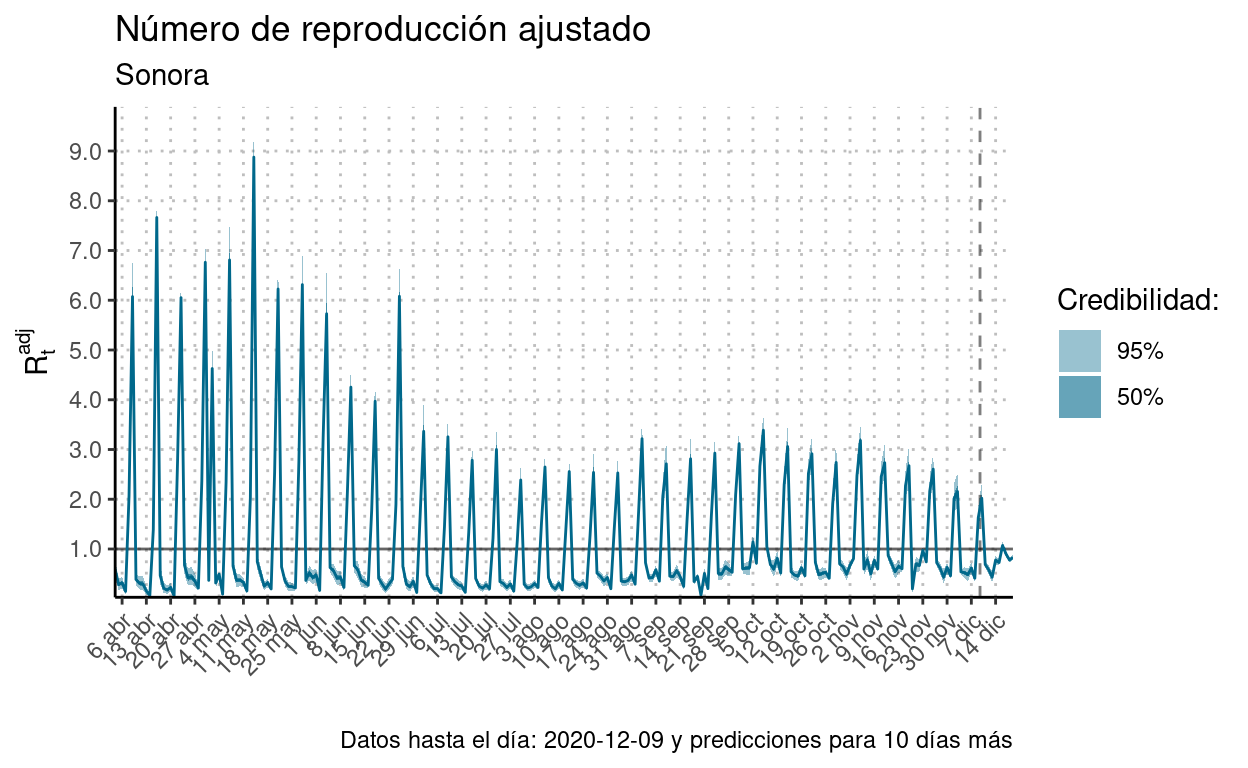 Número de reproducción ajustado
Sonora
9.0
8.0
7.0
6.0
5.0
4.0
3.0
2.0
1.0
R_t^adj
6 abr
13 abr
20 abr
27 abr
4 may
11 may
18 may
25 may
1 jun
8 jun
15 jun
22 jun
29 jun
6 jul
13 jul
20 jul
27 jul
3 ago
10 ago
17 ago
24 ago
31 ago
7 sep
14 sep
21 sep
28 sep
5 oct
12 oct
19 oct
26 oct
2 nov
9 nov
16 nov
23 nov
30 nov
7 dic
14 dic
Credibilidad:
95%
50%
Datos hasta el día: 2020-12-09 y predicciones para 10 días más